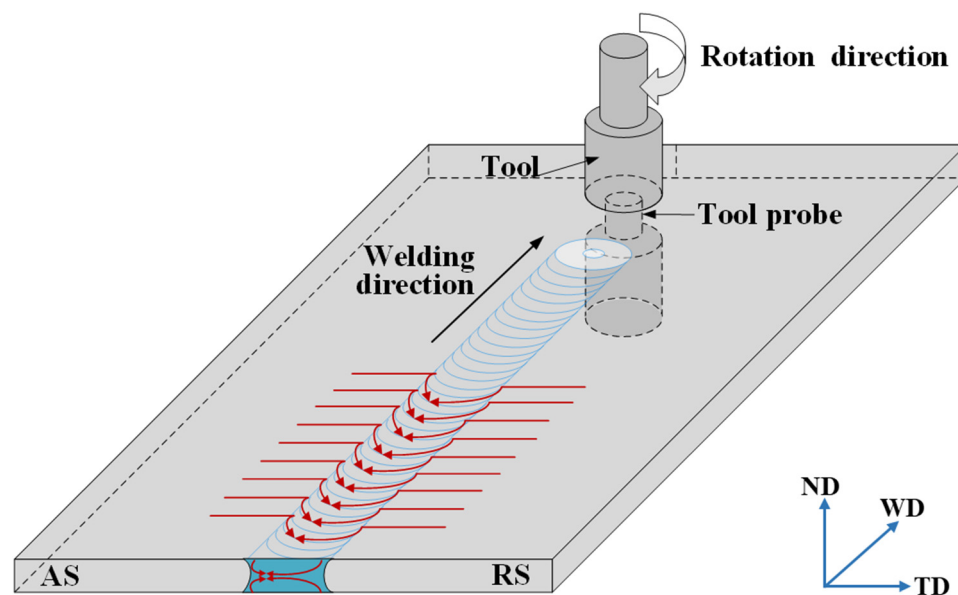 Rotation direction
Tool
Tool probe
Welding
direction
ND
WD
AS
RS
TD